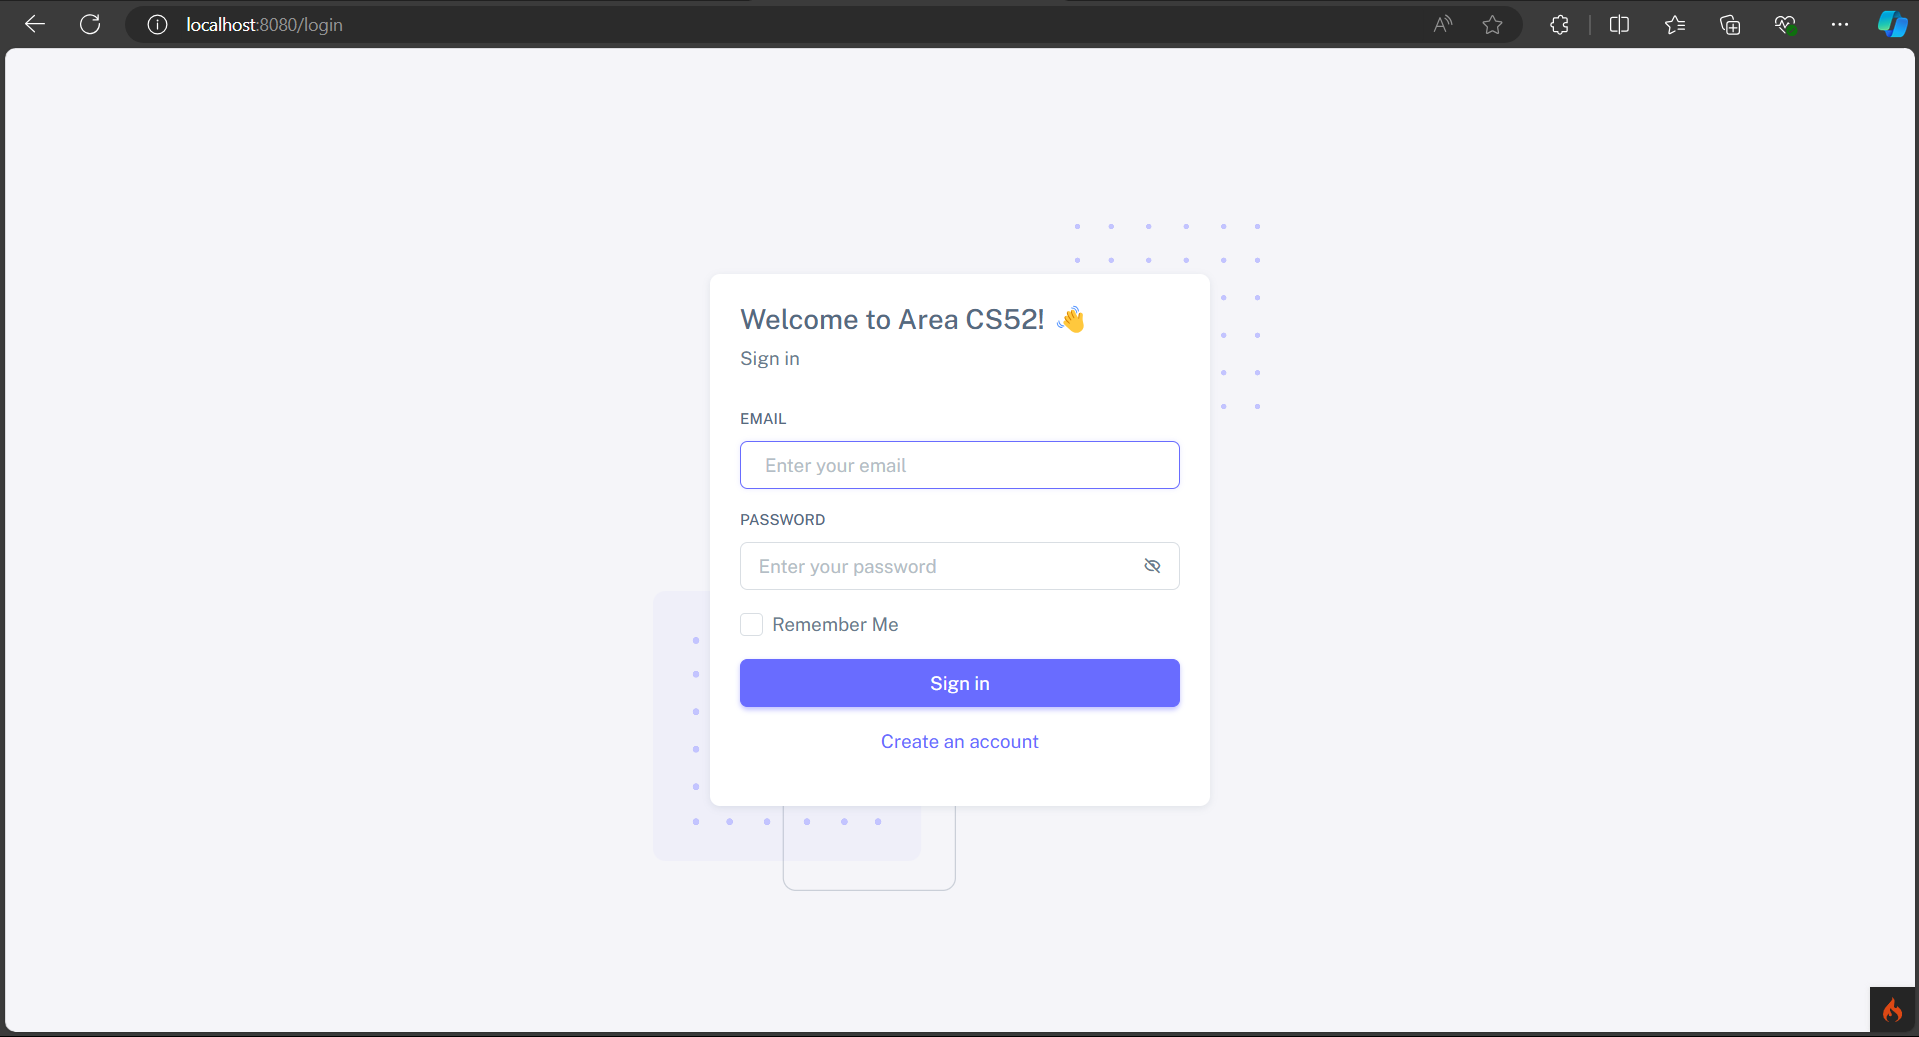 localhost:8080/login
Welcome to Area CS52! 👋
Sign in
EMAIL
Enter your email
PASSWORD
Enter your password
Remember Me
Sign in
Create an account